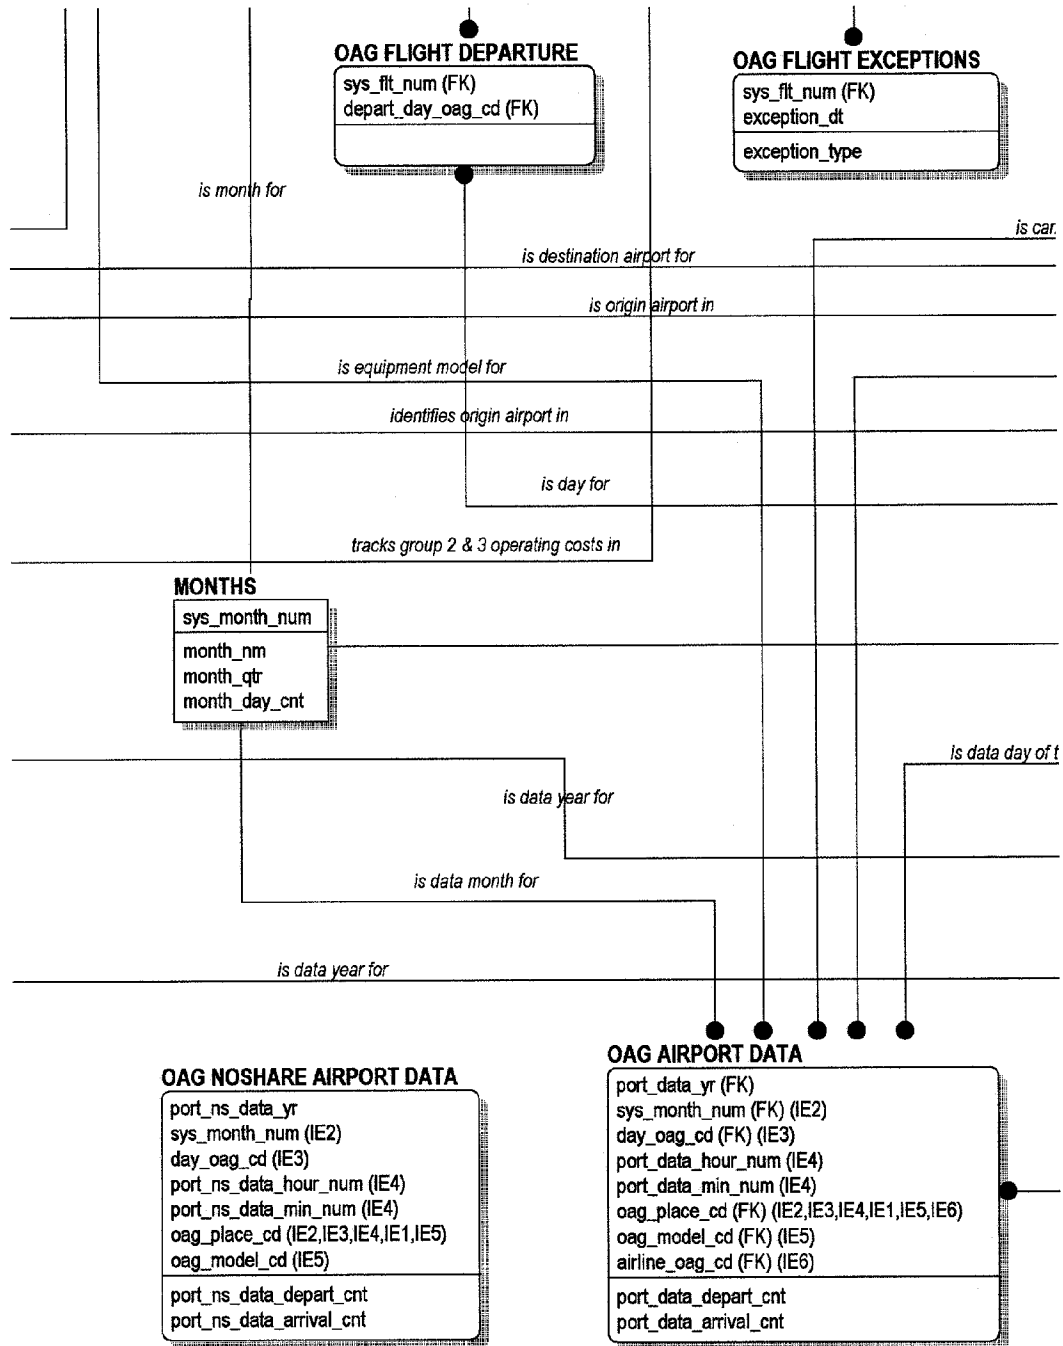 OAG FLIGHT DEPARTURE
sys_flt_num (FK)
depart_day_oag_cd (FK)
OAG FLIGHT EXCEPTIONS
sys_flt_num (FK)
exception_dt
exception_type
is month for
is car.
is destination airport for
is origin airport in
is equipment model for
identifies origin airport in
is day for
tracks group 2 & 3 operating costs in
MONTHS
sys_month_num
month_nm
month_qtr
month_day_cnt
is data day of t
is data year for
is data month for
is data year for
OAG NOSHARE AIRPORT DATA
port_ns_data_yr
sys_month_num (IE2)
day_oag_cd (IE3)
port_ns_data_hour_num (IE4)
port_ns_data_min_num (IE4)
oag_place_cd (IE2,IE3,IE4,IE1,IE5)
oag_model_cd (IE5)
port_ns_data_depart_cnt
port_ns_data_arrival_cnt
OAG AIRPORT DATA
port_data_yr (FK)
sys_month_num (FK) (IE2)
day_oag_cd (FK) (IE3)
port_data_hour_num (IE4)
port_data_min_num (IE4)
oag_place_cd (FK) (IE2,IE3,IE4,IE1,IE5,IE6)
oag_model_cd (FK) (IE5)
airline_oag_cd (FK) (IE6)
port_data_depart_cnt
port_data_arrival_cnt